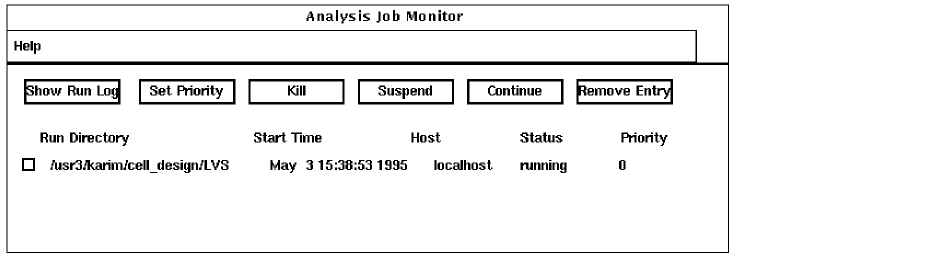 Analysis Job Monitor
Help
Show Run Log Set Priority Kill Suspend Continue Remove Entry
Run Directory Start Time Host Status Priority
/usr3/karim/cell_design/LVS May 3 15:38:53 1995 localhost running 0